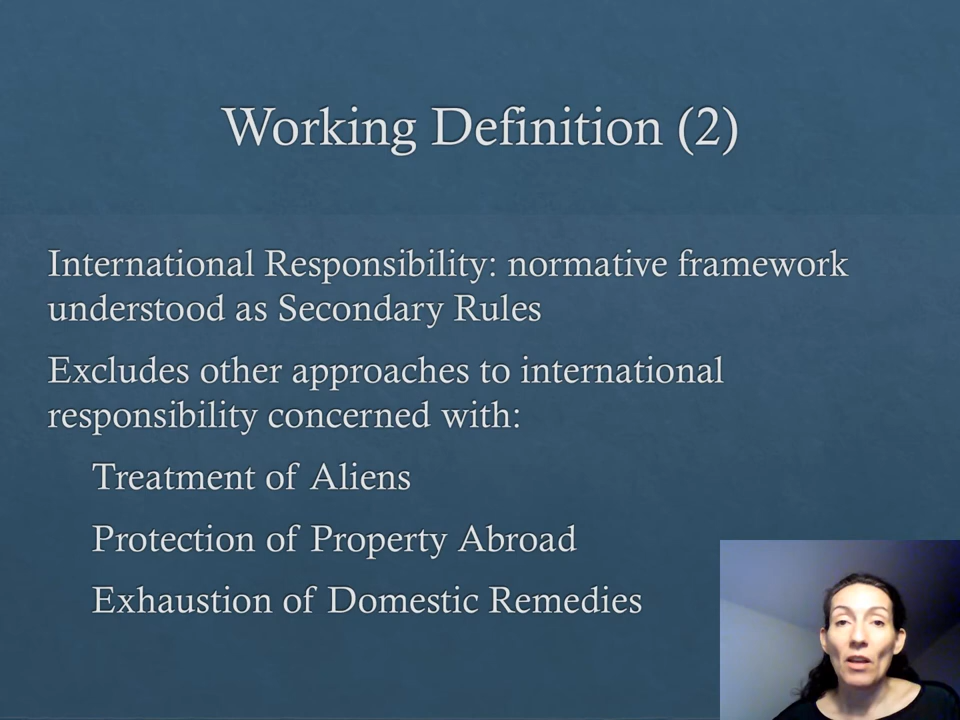 Working Definition (2)
International Responsibility: normative framework
understood as Secondary Rules
Excludes other approaches to international
responsibility concerned with:
Treatment of Aliens
Protection of Property Abroad
Exhaustion of Domestic Remedies